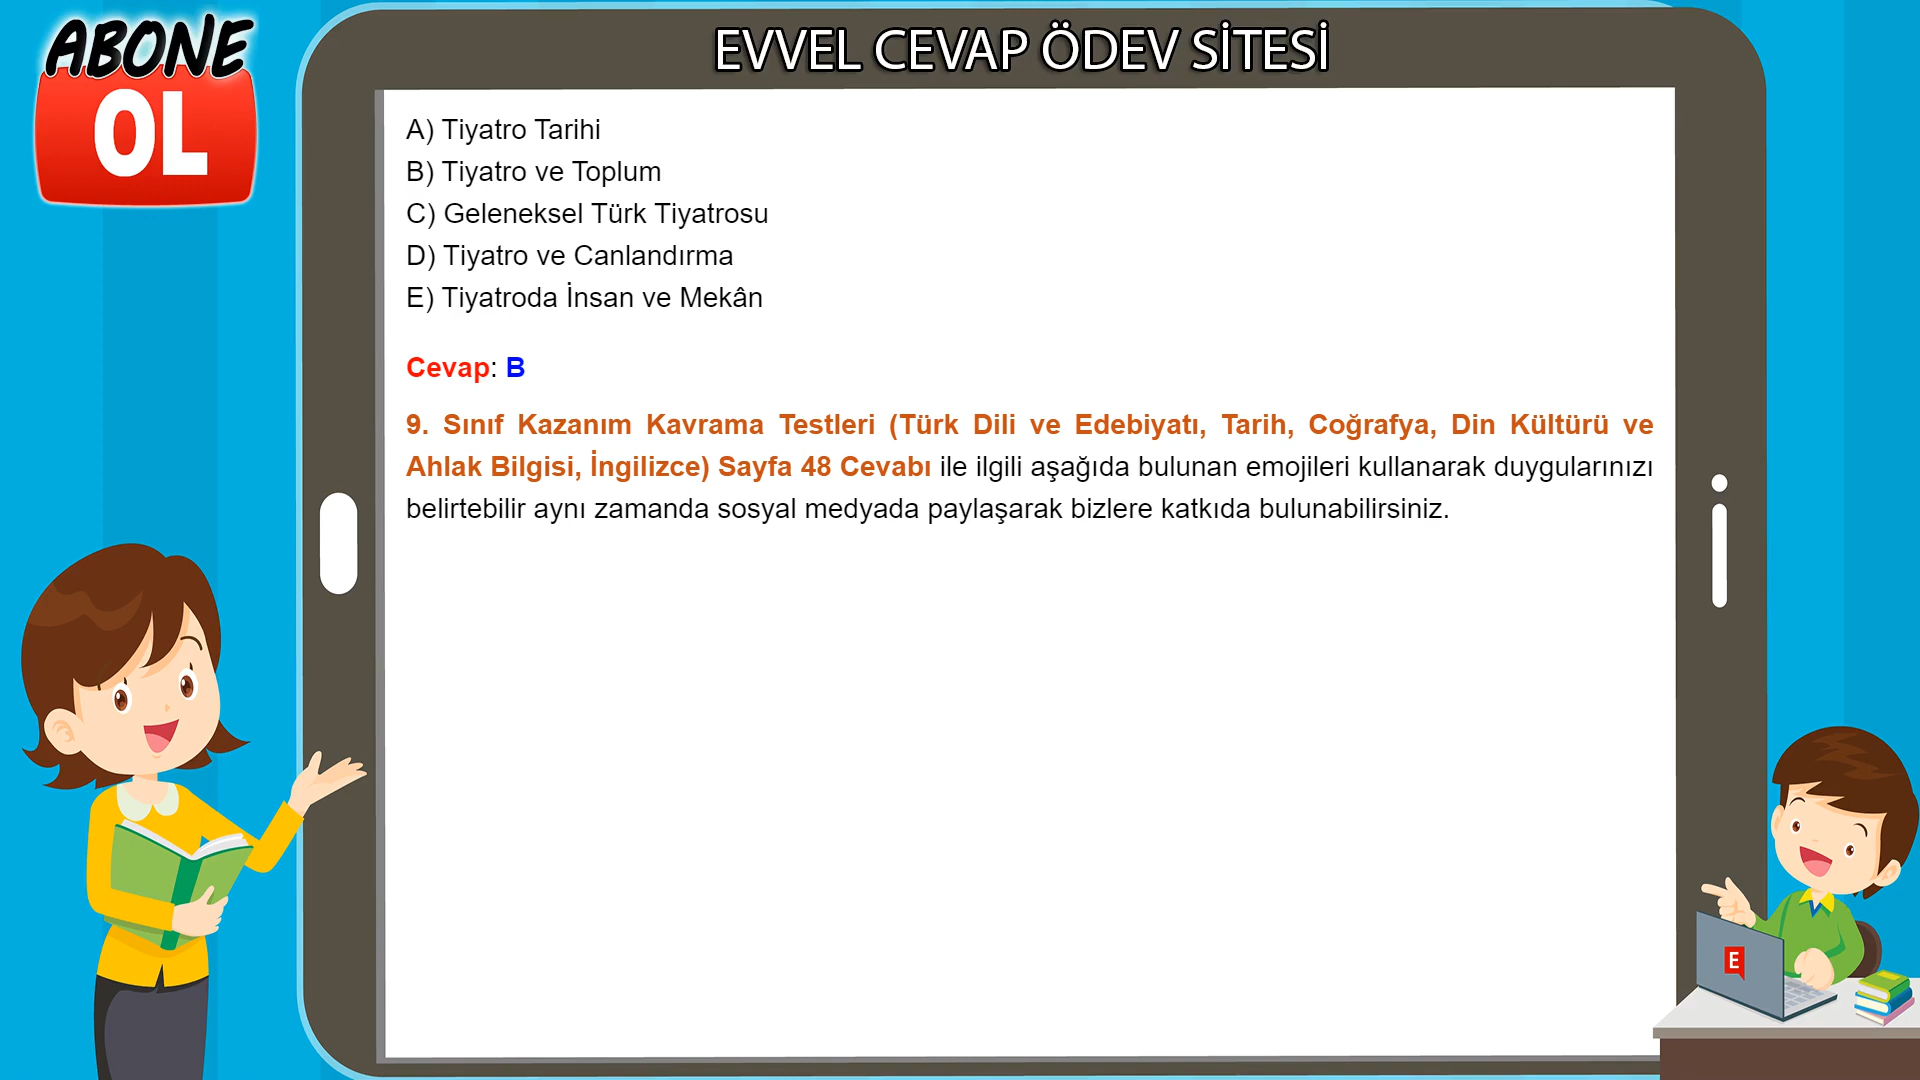 ABONE
OL
EVVEL CEVAP ÖDEV SİTESİ
A) Tiyatro Tarihi
B) Tiyatro ve Toplum
C) Geleneksel Türk Tiyatrosu
D) Tiyatro ve Canlandırma
E) Tiyatroda İnsan ve Mekân
Cevap: B
9. Sınıf Kazanım Kavrama Testleri (Türk Dili ve Edebiyatı, Tarih, Coğrafya, Din Kültürü ve
Ahlak Bilgisi, İngilizce) Sayfa 48 Cevabı ile ilgili aşağıda bulunan emojileri kullanarak duygularınızı
belirtebilir aynı zamanda sosyal medyada paylaşarak bizlere katkıda bulunabilirsiniz.
E